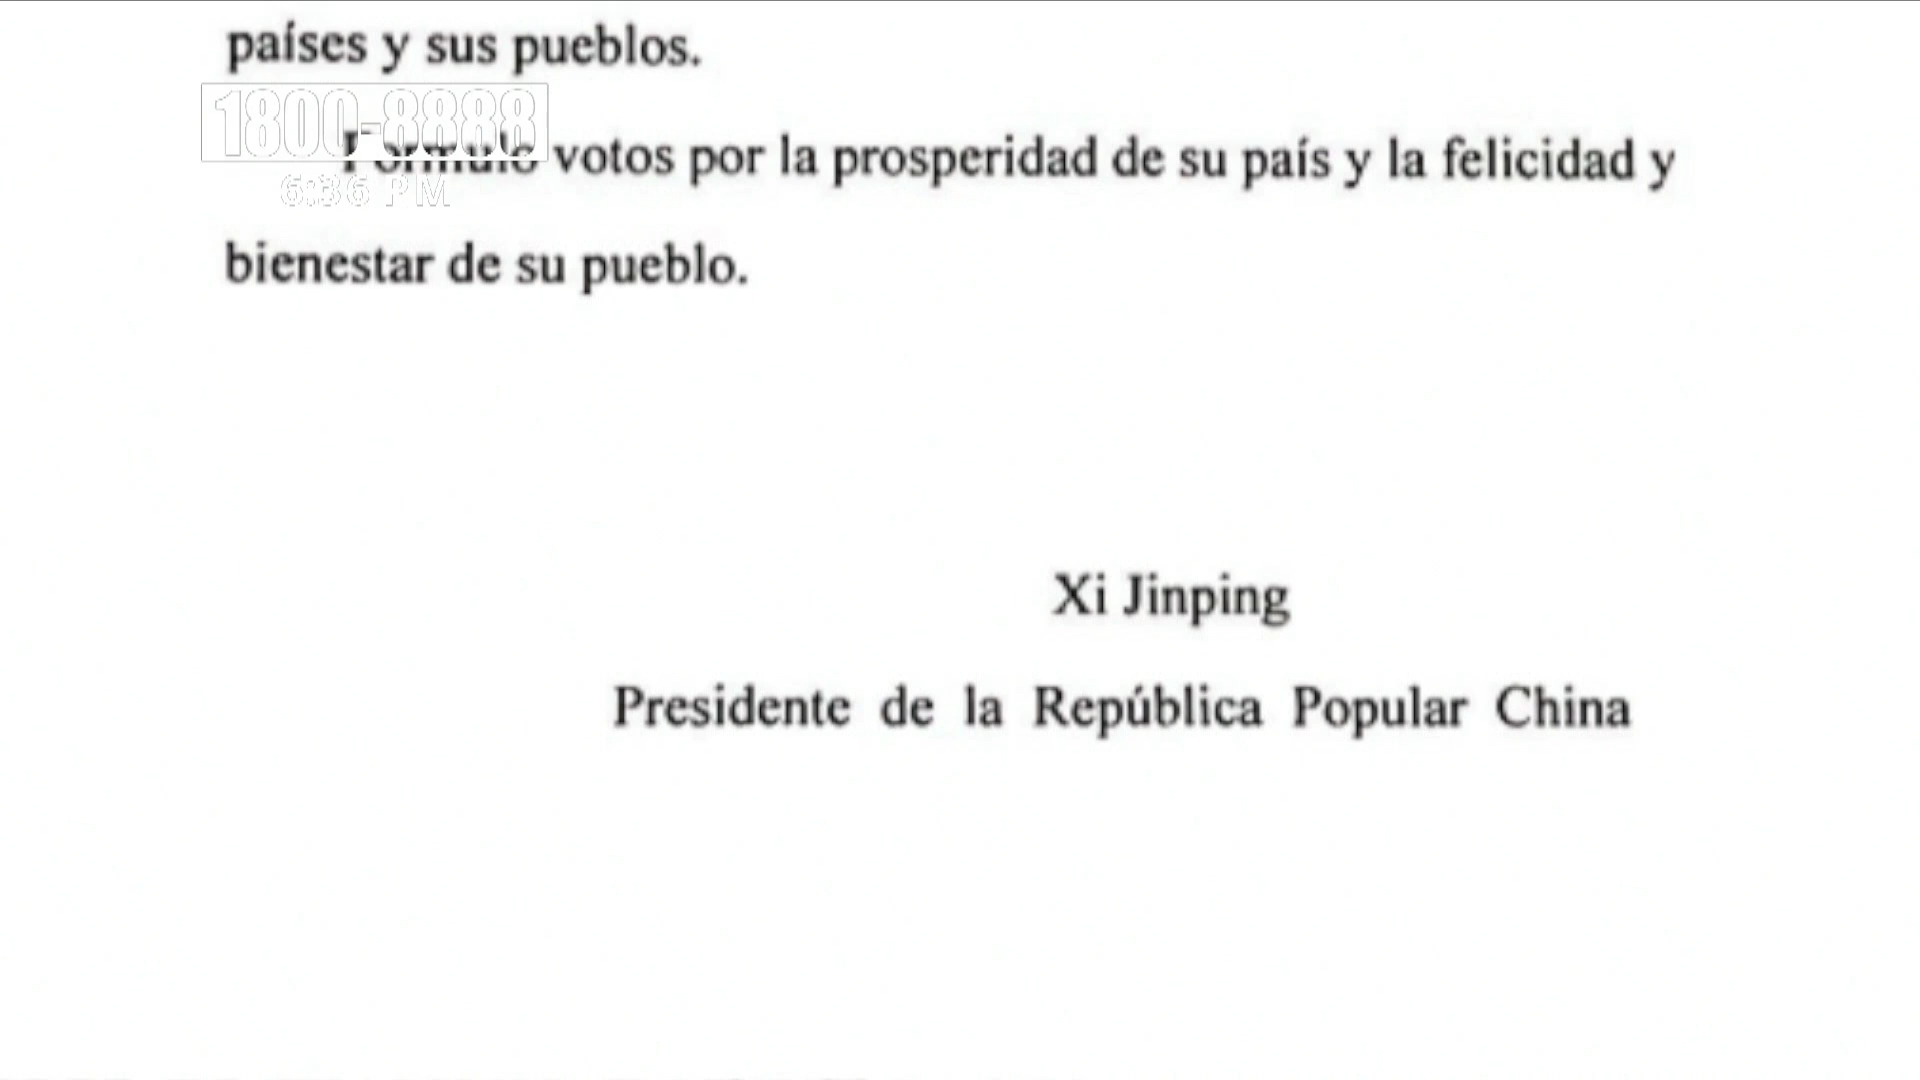 países y sus pueblos.
1800-8888
Formulo votos por la prosperidad de su país y la felicidad y
6:36 PM
bienestar de su pueblo.
Xi Jinping
Presidente de la República Popular China